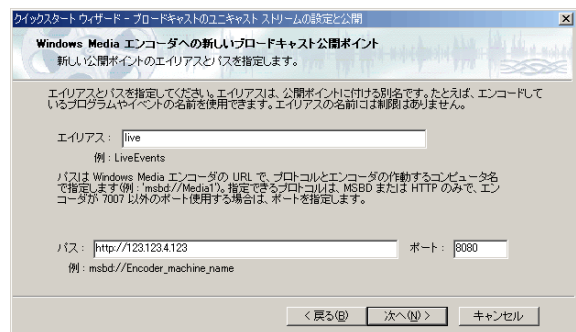 クイックスタート ウィザード - ブロードキャストのユニキャスト ストリームの設定と公開
Windows Media エンコーダへの新しいブロードキャスト公開ポイント
新しい公開ポイントのエイリアスとパスを指定します。
エイリアスとパスを指定してください。エイリアスは、公開ポイントに付ける別名です。たとえば、エンコードして
いるプログラムやイベントの名前を使用できます。エイリアスの名前には制限はありません。
エイリアス： live
例：LiveEvents
パスは Windows Media エンコーダの URL で、プロトコルとエンコーダの作動するコンピュータ名
で指定します(例：'msbd://Media1')。指定できるプロトコルは、MSBD または HTTP のみで、エン
コーダが 7007 以外のポート使用する場合は、ポートを指定します。
パス： http://123.123.4.123 ポート： 8080
例：msbd://Encoder_machine_name
< 戻る(B) 次へ(N) > キャンセル